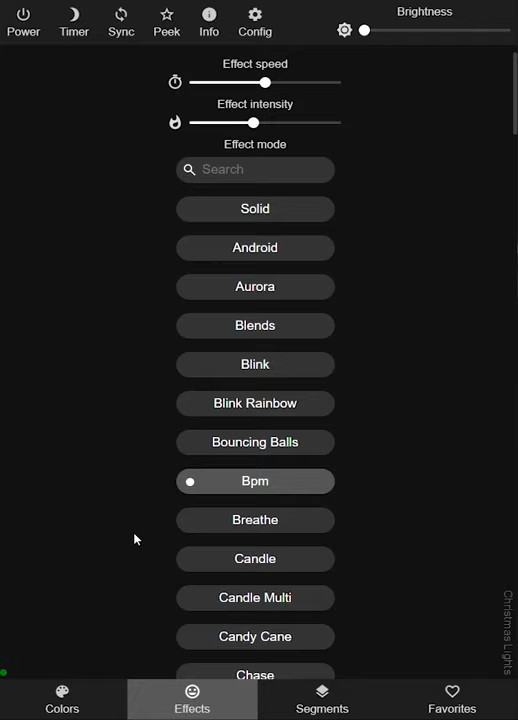 Power Timer Sync Peek Info Config
Brightness
Effect speed
Effect intensity
Effect mode
Search
Solid
Android
Aurora
Blends
Blink
Blink Rainbow
Bouncing Balls
Bpm
Breathe
Candle
Candle Multi
Candy Cane
Chase
Christmas Lights
Colors Effects Segments Favorites